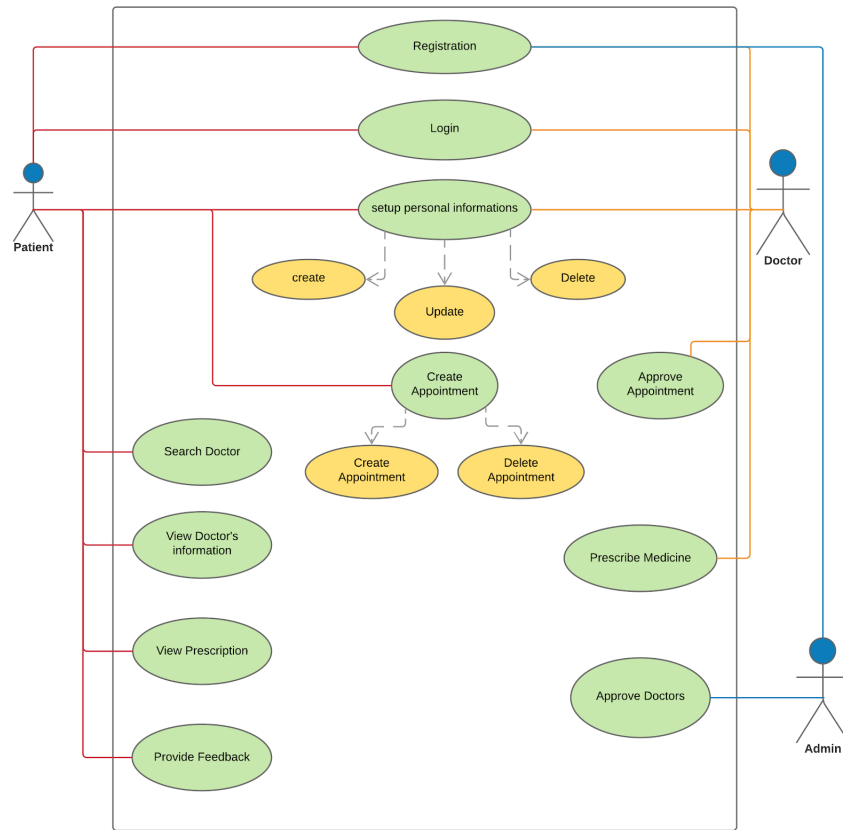 Registration
Login
setup personal informations
Patient
Doctor
create
Delete
Update
Create
Appointment
Approve
Appointment
Search Doctor
Create
Appointment
Delete
Appointment
View Doctor's
information
Prescribe Medicine
View Prescription
Approve Doctors
Admin
Provide Feedback